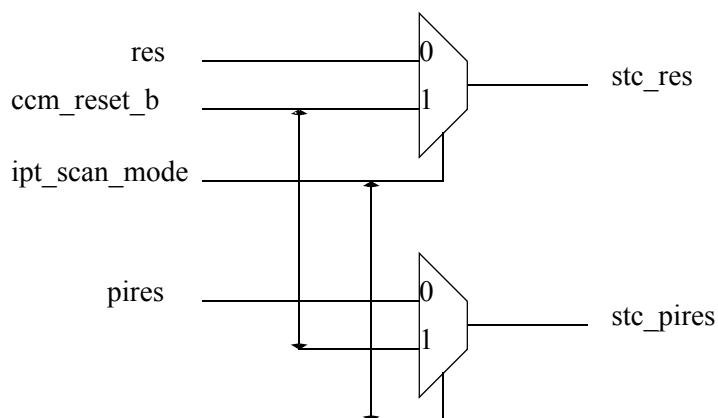 res
0
stc_res
ccm_reset_b
1
ipt_scan_mode
pires
0
stc_pires
1